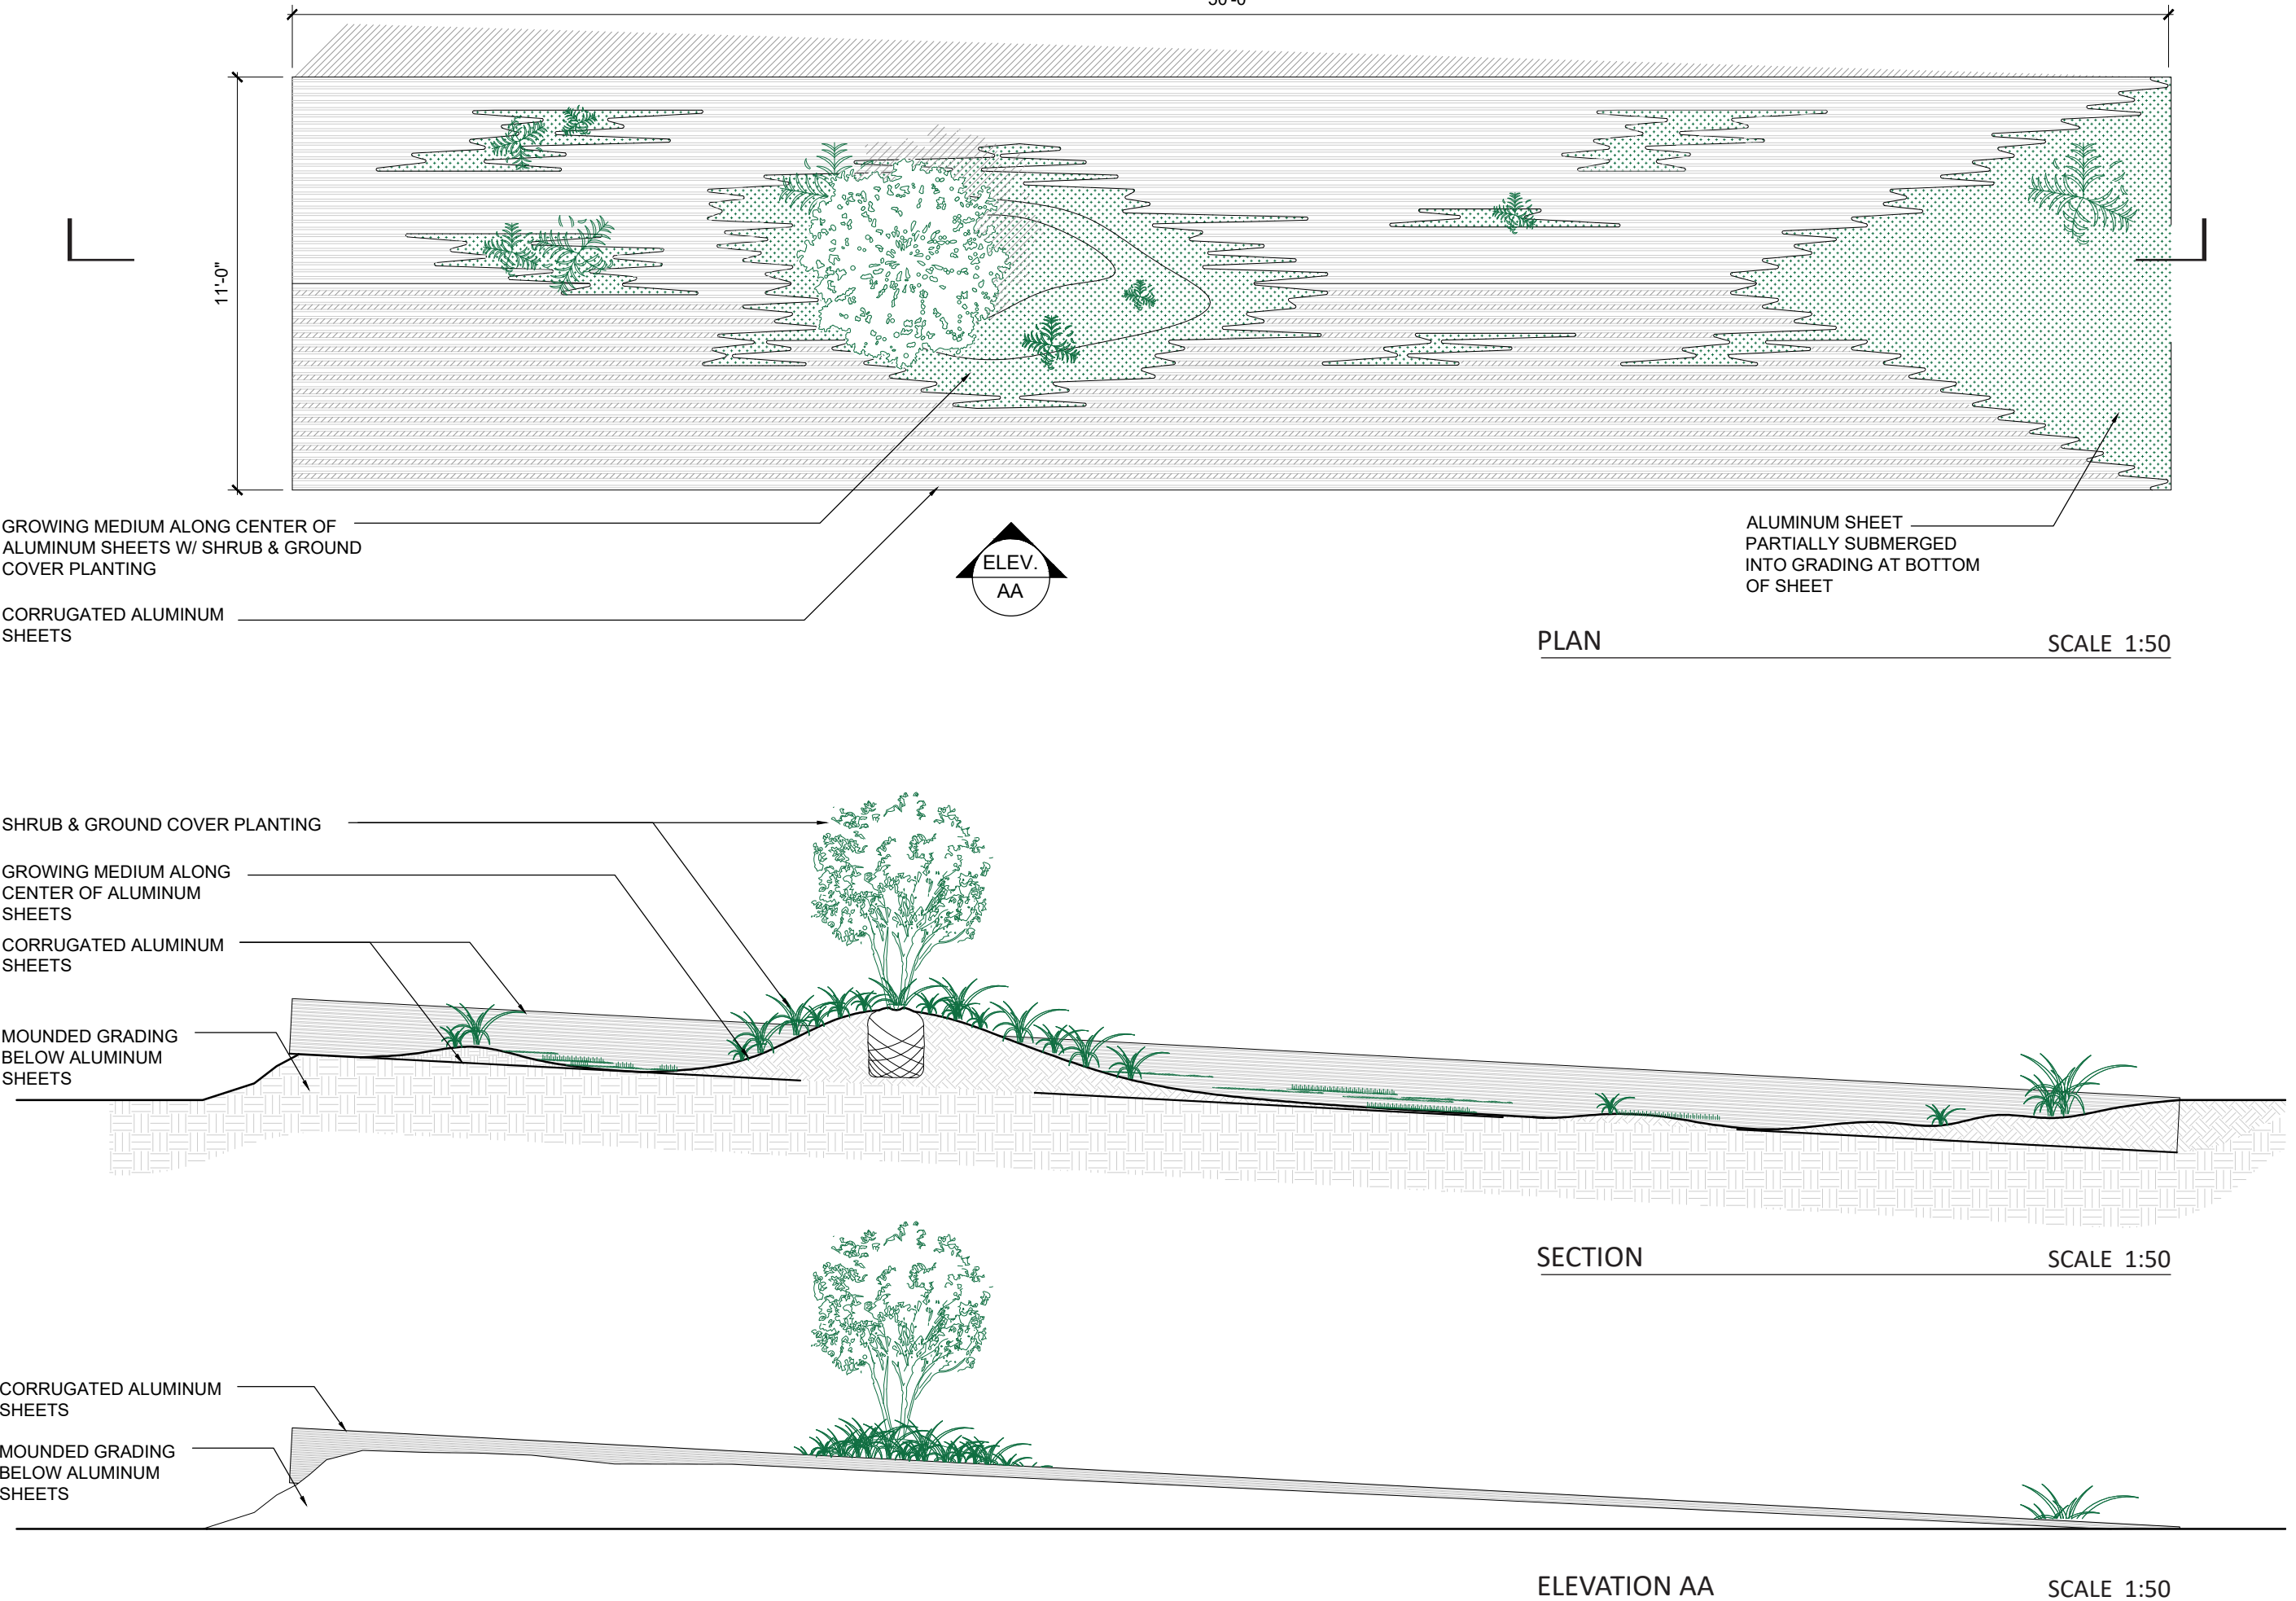 50'-0"
11'-0"
GROWING MEDIUM ALONG CENTER OF
ALUMINUM SHEETS W/ SHRUB & GROUND
COVER PLANTING
CORRUGATED ALUMINUM
SHEETS
ELEV.
AA
ALUMINUM SHEET
PARTIALLY SUBMERGED
INTO GRADING AT BOTTOM
OF SHEET
PLAN
SCALE 1:50
SHRUB & GROUND COVER PLANTING
GROWING MEDIUM ALONG
CENTER OF ALUMINUM
SHEETS
CORRUGATED ALUMINUM
SHEETS
MOUNDED GRADING
BELOW ALUMINUM
SHEETS
SECTION
SCALE 1:50
CORRUGATED ALUMINUM
SHEETS
MOUNDED GRADING
BELOW ALUMINUM
SHEETS
ELEVATION AA
SCALE 1:50